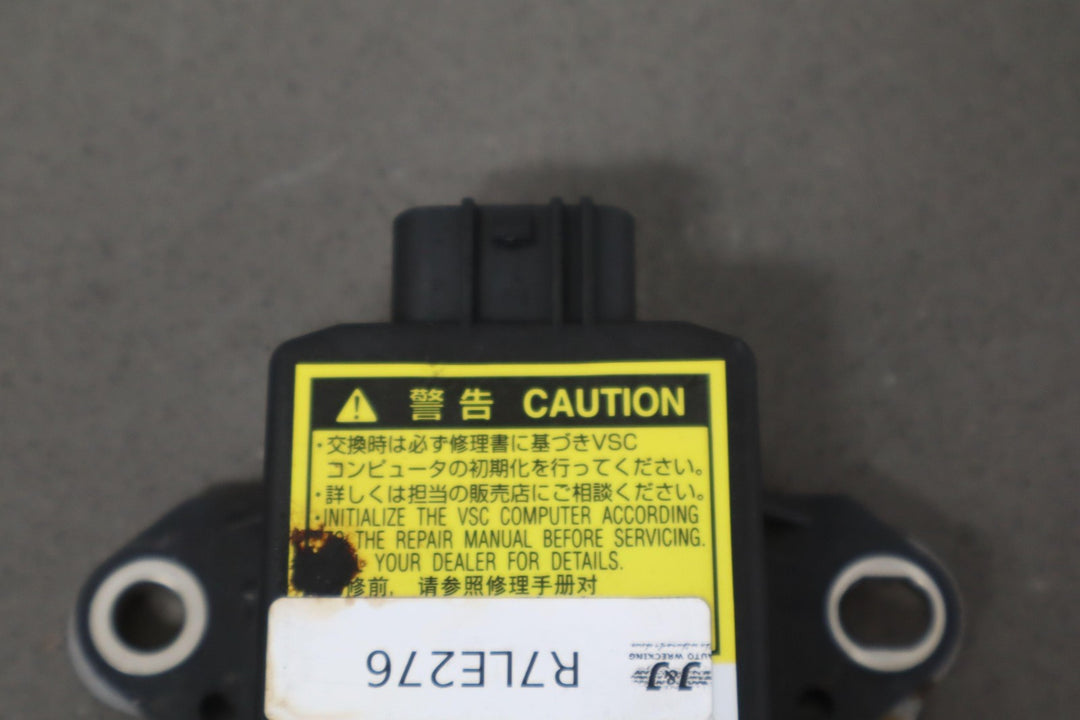 警告 CAUTION
・交換時は必ず修理書に基づきVSC
コンピュータの初期化を行ってください。
・詳しくは担当の販売店にご相談ください。
・INITIALIZE THE VSC COMPUTER ACCORDING
THE REPAIR MANUAL BEFORE SERVICING.
YOUR DEALER FOR DETAILS.
修前, 请参照修理手册对
J&J
AUTO WRECKING
R7LE276